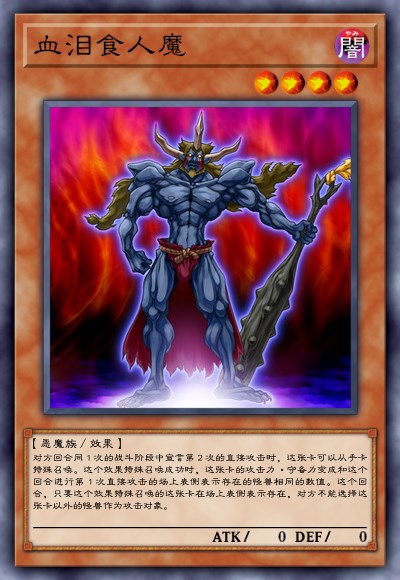 血泪食人魔
やみ
闇
【恶魔族／效果】
对方回合同1次的战斗阶段中宣言第2次的直接攻击时，这张卡可以从手卡
特殊召唤。这个效果特殊召唤成功时，这张卡的攻击力·守备力变成和这个
回合进行第1次直接攻击的场上表侧表示存在的怪兽相同的数值。这个回
合，只要这个效果特殊召唤的这张卡在场上表侧表示存在，对方不能选择这
张卡以外的怪兽作为攻击对象。
ATK/ 0 DEF/ 0